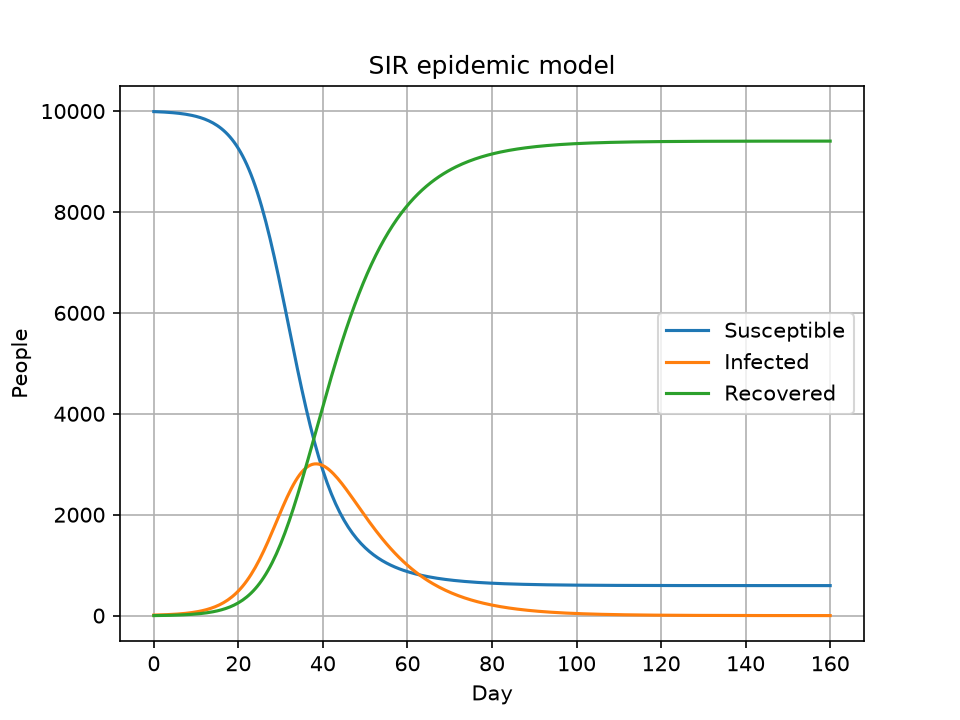 SIR epidemic model
People
10000
8000
6000
4000
2000
0
Susceptible
Infected
Recovered
0 20 40 60 80 100 120 140 160
Day